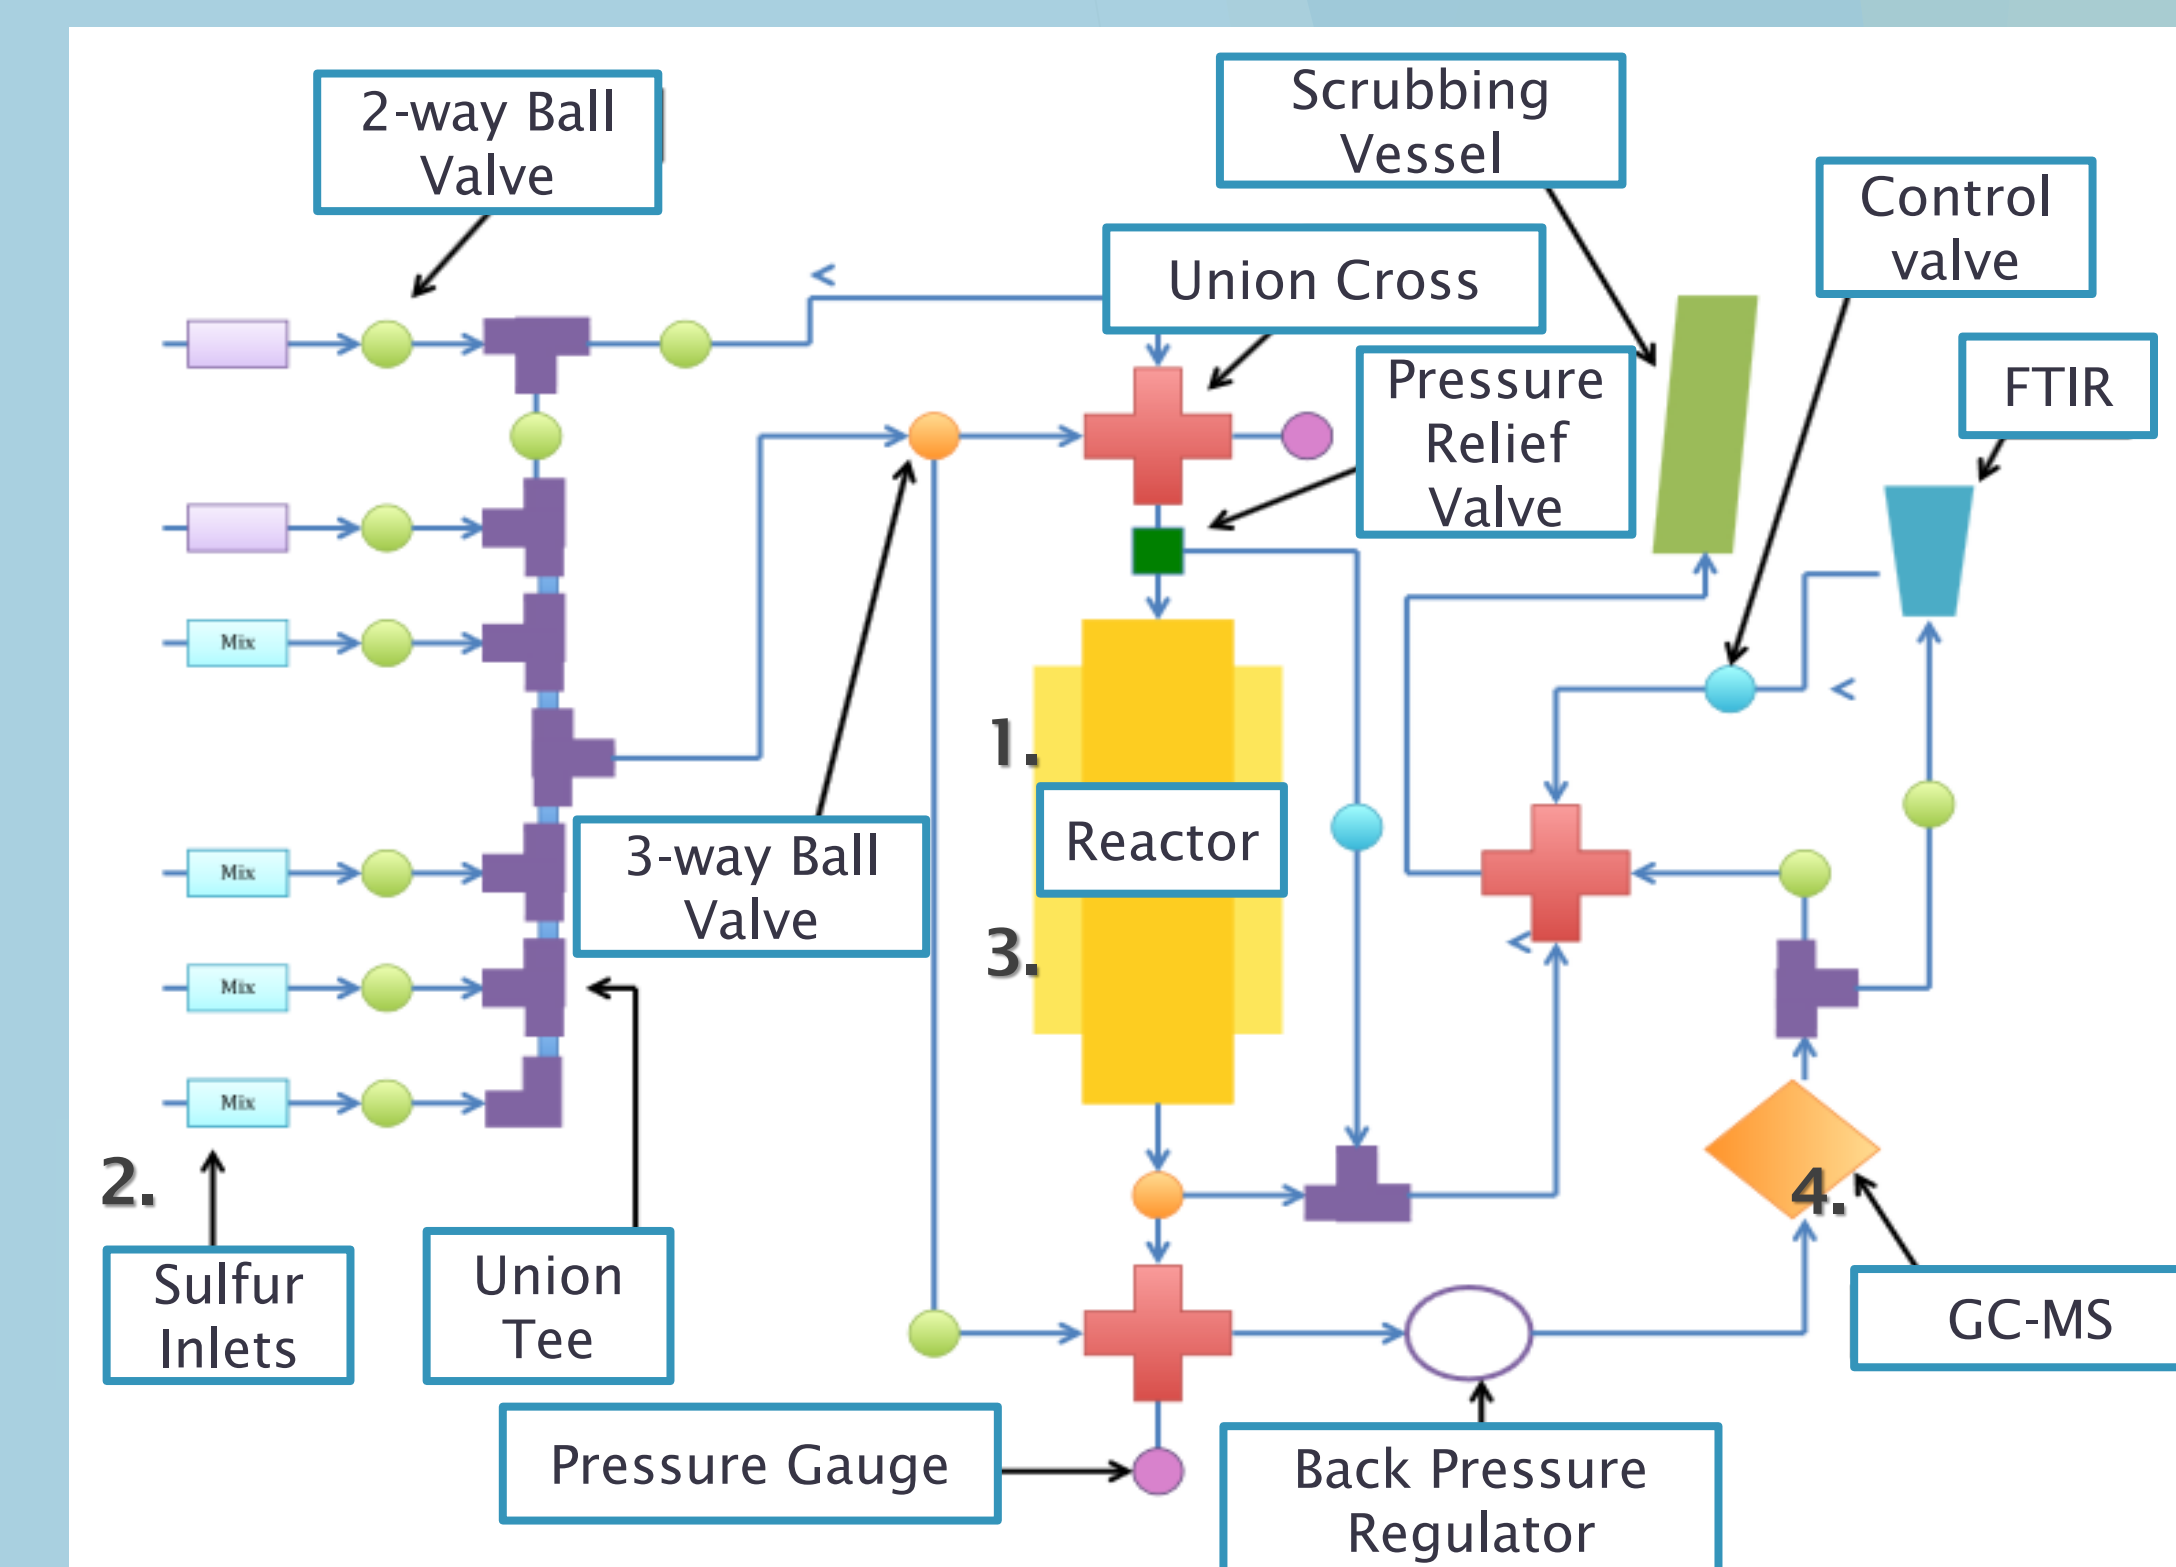 2-way Ball
Valve
Scrubbing
Vessel
Control
valve
Union Cross
FTIR
Pressure
Relief
Valve
Mix
1.
Reactor
3-way Ball
Valve
3.
Mix
Mix
Mix
2.
4.
Sulfur
Inlets
Union
Tee
GC-MS
Pressure Gauge
Back Pressure
Regulator